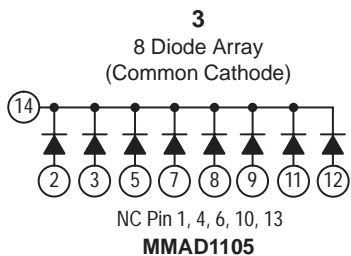 3
8 Diode Array
(Common Cathode)
14
2 3 5 7 8 9 11 12
NC Pin 1, 4, 6, 10, 13
MMAD1105